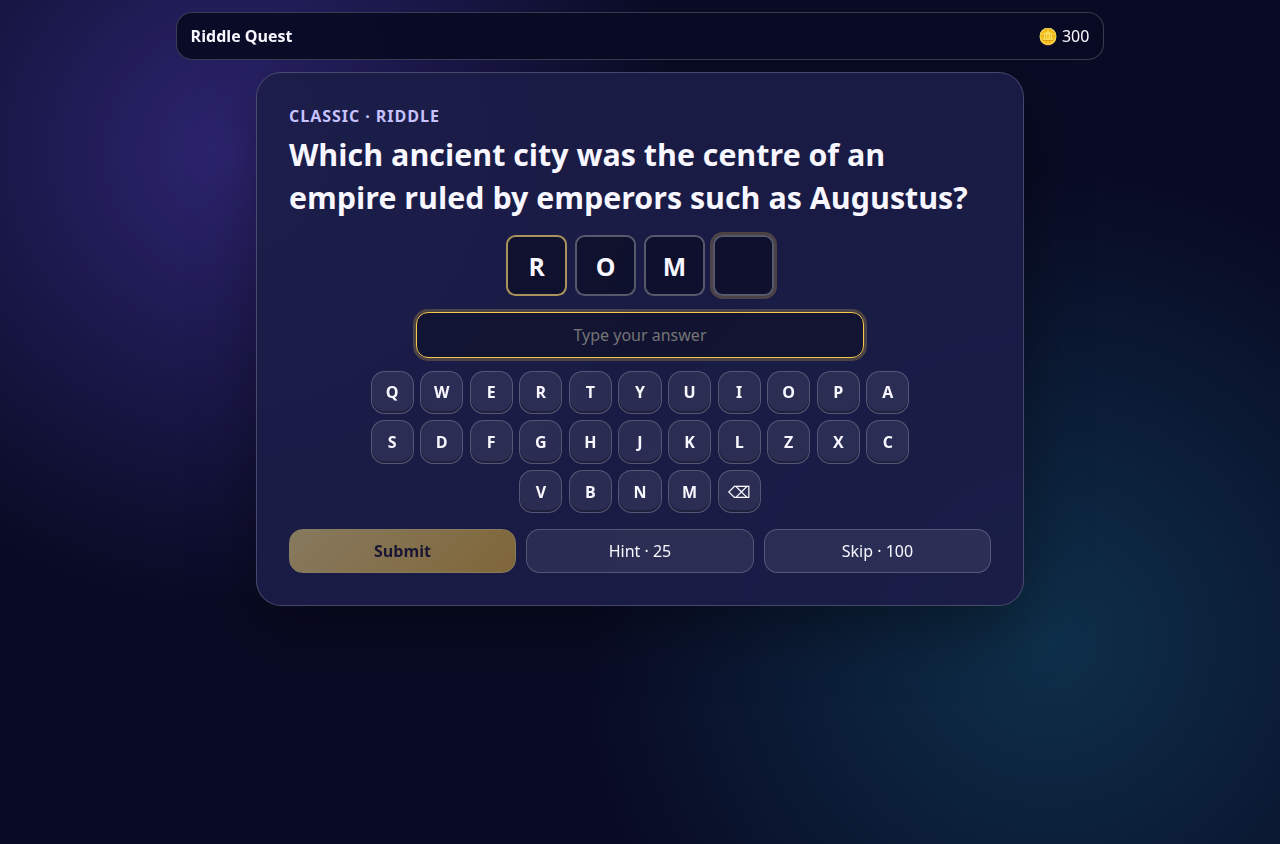 Riddle Quest
🪙 300
CLASSIC · RIDDLE
Which ancient city was the centre of an
empire ruled by emperors such as Augustus?
R O M
Type your answer
Q W E R T Y U I O P A
S D F G H J K L Z X C
V B N M ⌫
Submit Hint · 25 Skip · 100